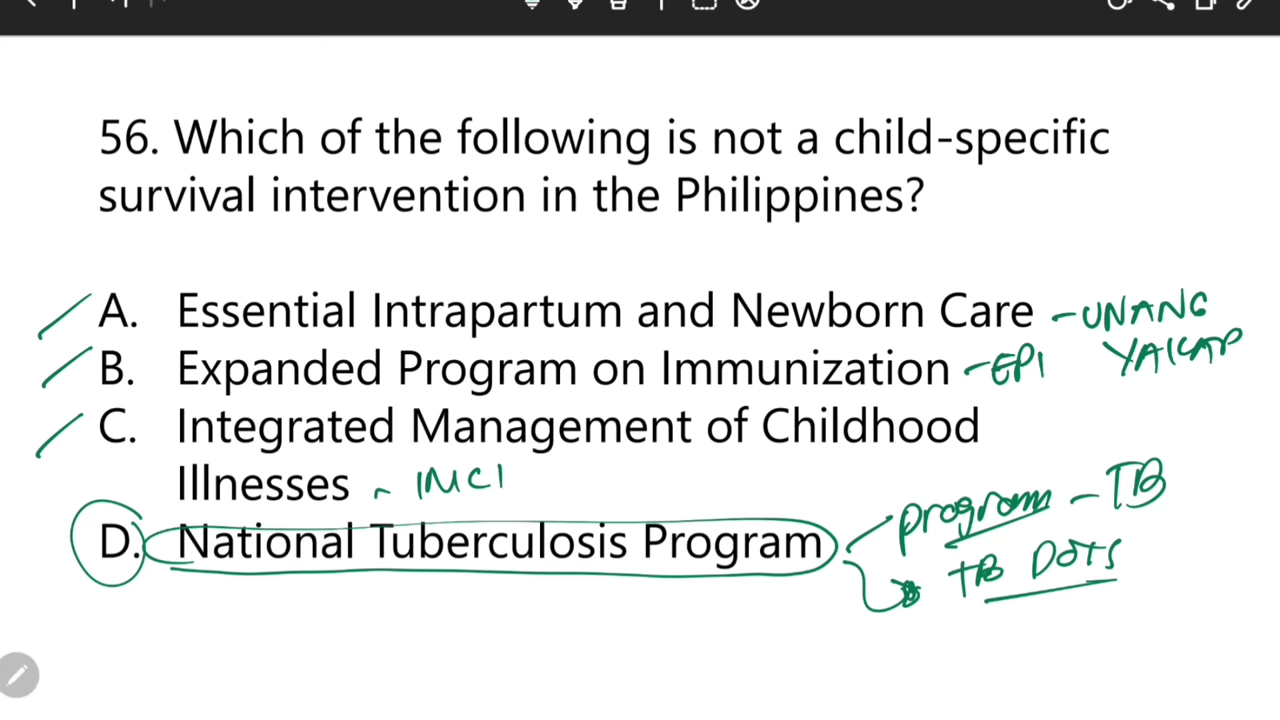 56. Which of the following is not a child-specific
survival intervention in the Philippines?
A. Essential Intrapartum and Newborn Care - UNANG
YAKAP
B. Expanded Program on Immunization - EPI
C. Integrated Management of Childhood
Illnesses - IMCI
D. National Tuberculosis Program
program - TB
TB DOTS